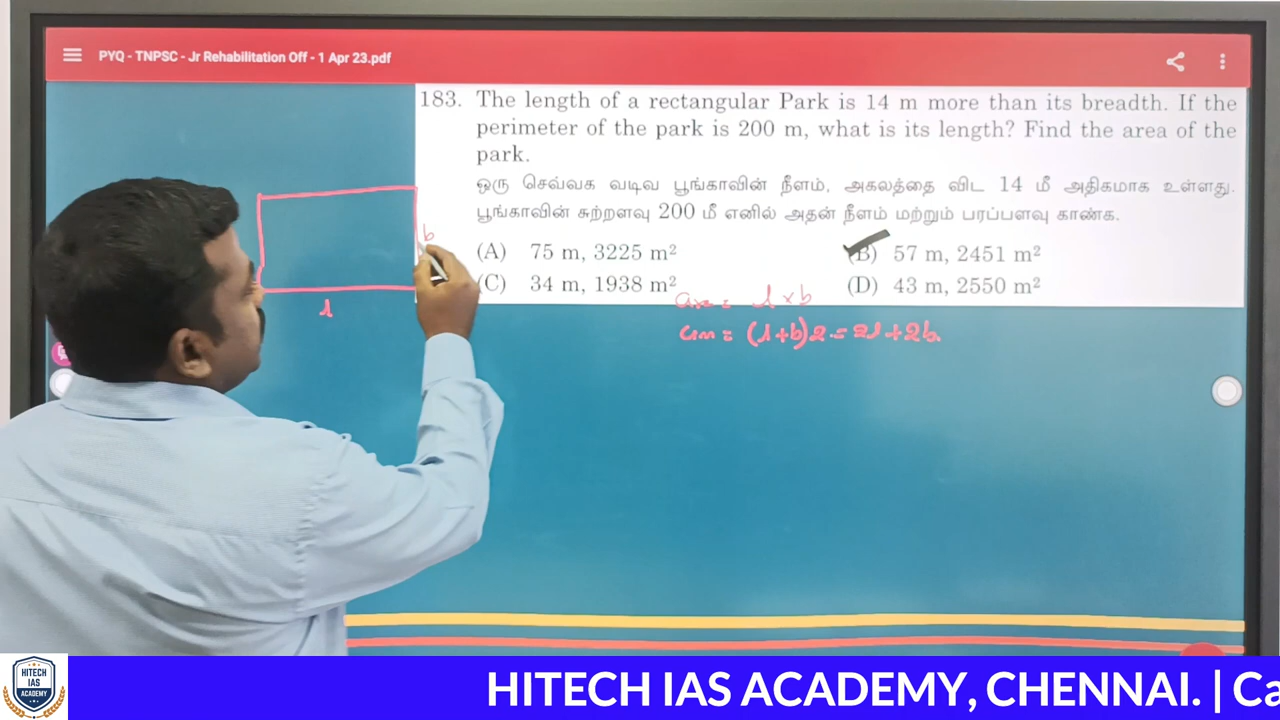 PYQ - TNPSC - Jr Rehabilitation Off - 1 Apr 23.pdf
183. The length of a rectangular Park is 14 m more than its breadth. If the
perimeter of the park is 200 m, what is its length? Find the area of the
park.
ஒரு செவ்வக வடிவ பூங்காவின் நீளம், அகலத்தை விட 14 மீ அதிகமாக உள்ளது.
பூங்காவின் சுற்றளவு 200 மீ எனில் அதன் நீளம் மற்றும் பரப்பளவு காண்க.
(A) 75 m, 3225 m²
B) 57 m, 2451 m²
(C) 34 m, 1938 m²
(D) 43 m, 2550 m²
b
l
= l × b
= (l+b)2 = 2l+2b
HITECH
IAS
ACADEMY
HITECH IAS ACADEMY, CHENNAI. | Ca